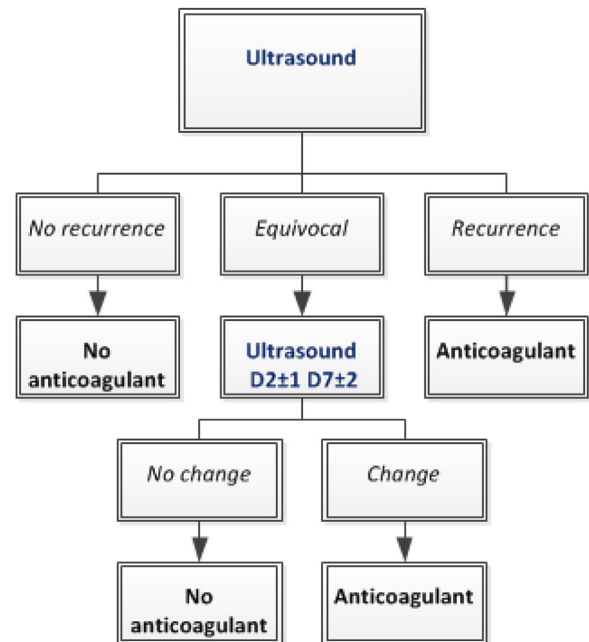 Ultrasound
No recurrence
Equivocal
Recurrence
No
anticoagulant
Ultrasound
D2±1 D7±2
Anticoagulant
No change
Change
No
anticoagulant
Anticoagulant